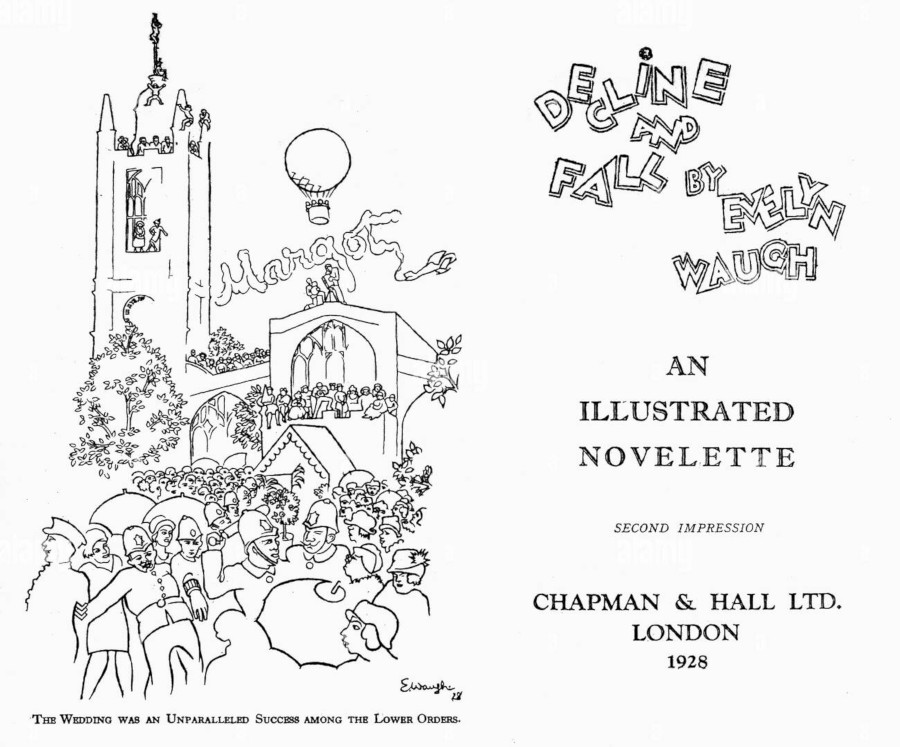 Margot
E. Waugh
28
THE WEDDING WAS AN UNPARALLELED SUCCESS AMONG THE LOWER ORDERS.
DECLINE
AND
FALL BY
EVELYN
WAUGH
AN
ILLUSTRATED
NOVELETTE
SECOND IMPRESSION
CHAPMAN & HALL LTD.
LONDON
1928